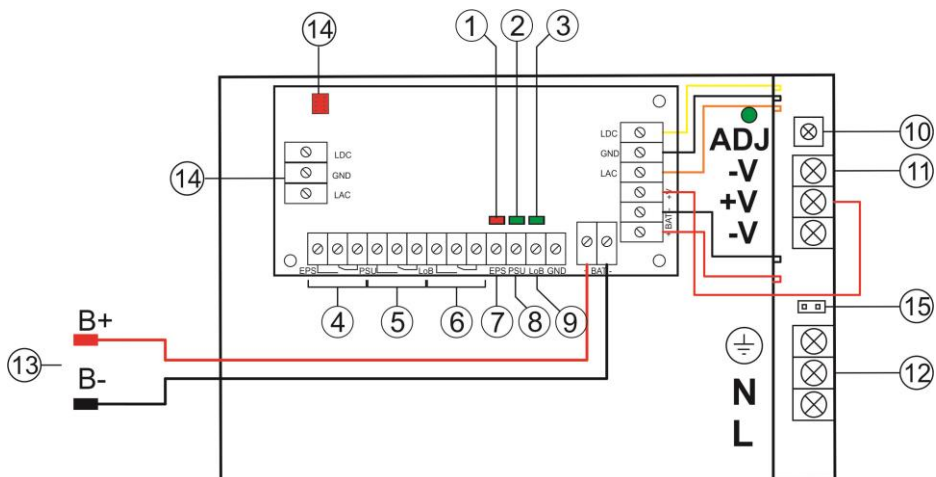 1 2 3
14
LDC
GND
LAC
14
LDC
GND
LAC
+V
- BAT +
ADJ
-V
+V
-V
10
11
EPS PSU LoB EPS PSU LoB GND
+ BAT -
4 5 6 7 8 9
15
12
13
B+
B-
N
L